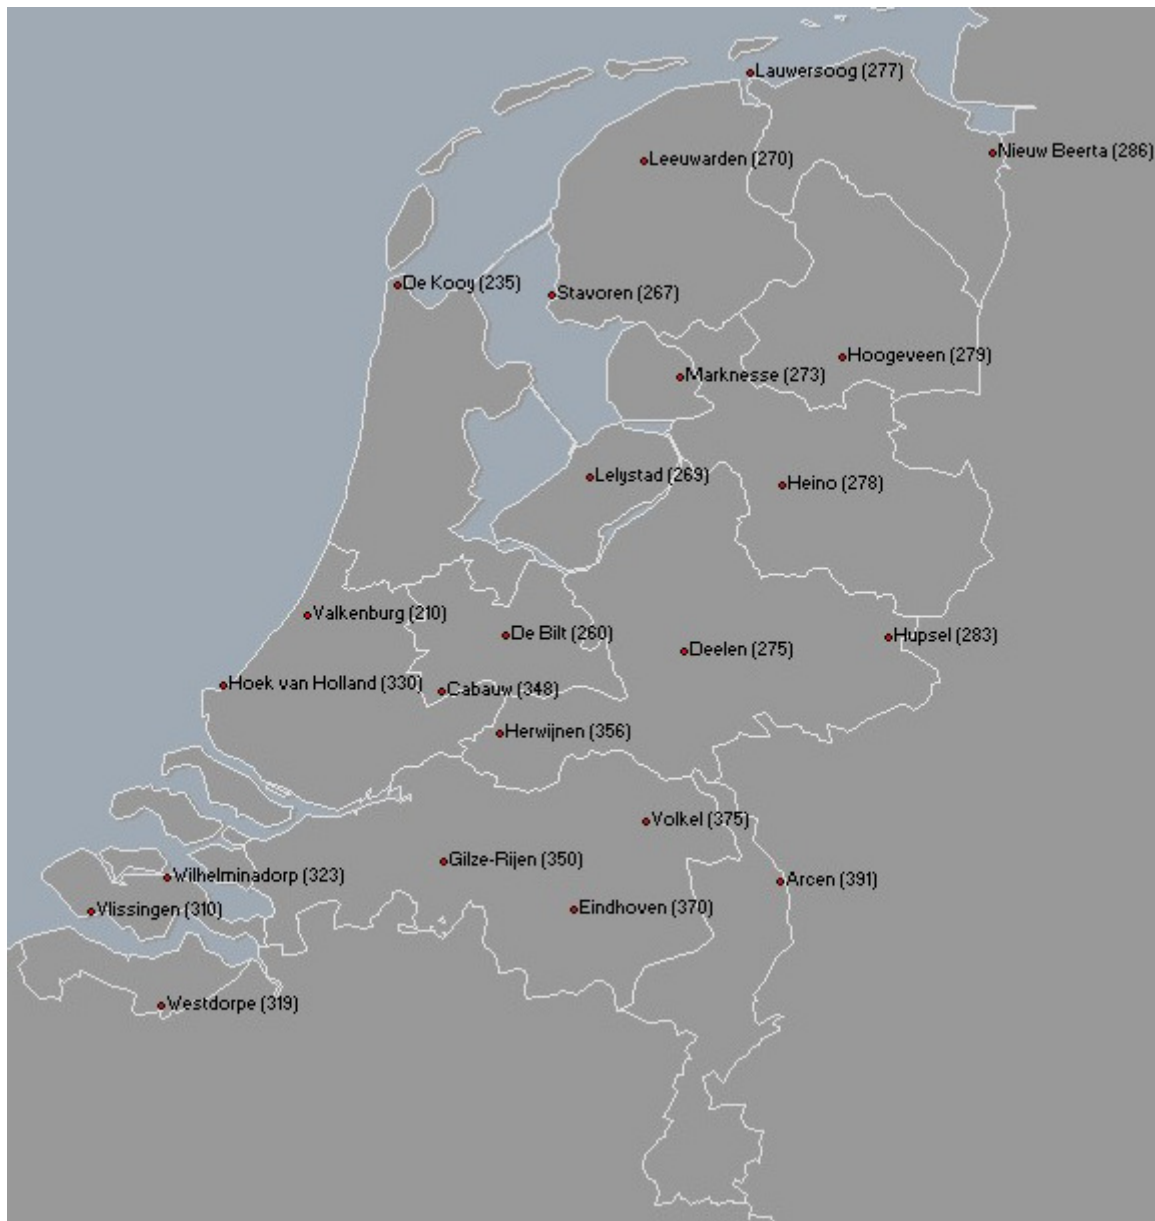 Lauwersoog (277)
Nieuw Beerta (286)
Leeuwarden (270)
De Kooy (235)
Stavoren (267)
Hoogeveen (279)
Marknesse (273)
Lelystad (269)
Heino (278)
Valkenburg (210)
De Bilt (260)
Hupsel (283)
Deelen (275)
Hoek van Holland (330)
Cabauw (348)
Herwijnen (356)
Volkel (375)
Gilze-Rijen (350)
Wilhelminadorp (323)
Arcen (391)
Vlissingen (310)
Eindhoven (370)
Westdorpe (319)